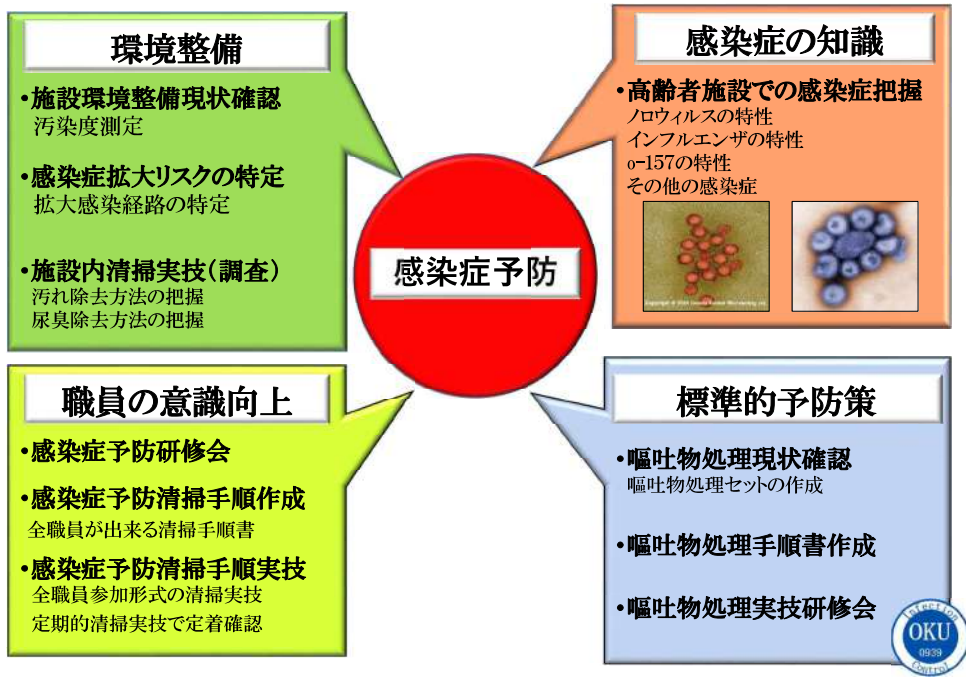 環境整備
・施設環境整備現状確認
汚染度測定
・感染症拡大リスクの特定
拡大感染経路の特定
・施設内清掃実技(調査)
汚れ除去方法の把握
尿臭除去方法の把握
感染症の知識
・高齢者施設での感染症把握
ノロウィルスの特性
インフルエンザの特性
o-157の特性
その他の感染症
感染症予防
職員の意識向上
・感染症予防研修会
・感染症予防清掃手順作成
全職員が出来る清掃手順書
・感染症予防清掃手順実技
全職員参加形式の清掃実技
定期的清掃実技で定着確認
標準的予防策
・嘔吐物処理現状確認
嘔吐物処理セットの作成
・嘔吐物処理手順書作成
・嘔吐物処理実技研修会
Infection
OKU
0939
Control